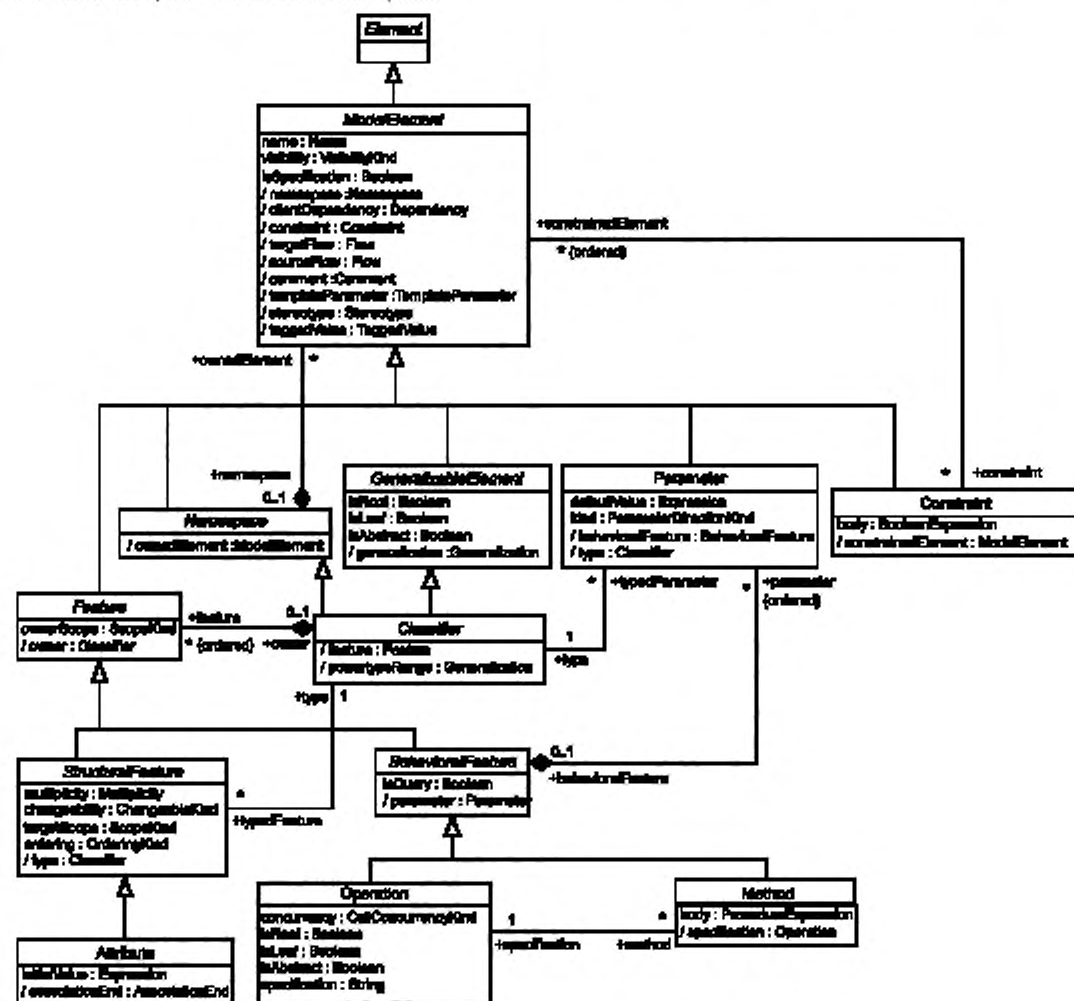 Element
ModelElement
name : Name
visibility : VisibilityKind
isSpecification : Boolean
/ namespace :Namespace
/ clientDependency : Dependency
/ constraint : Constraint
/ targetFlow : Flow
/ sourceFlow : Flow
/ comment :Comment
/ templateParameter :TemplateParameter
/ stereotype : Stereotype
/ taggedValue : TaggedValue
+constrainedElement
* {ordered}
+ownedElement *
+namespace
0..1
* +constraint
Namespace
/ ownedElement :ModelElement
GeneralizableElement
isRoot : Boolean
isLeaf : Boolean
isAbstract : Boolean
/ generalization :Generalization
Parameter
defaultValue : Expression
kind : ParameterDirectionKind
/ behavioralFeature : BehavioralFeature
/ type : Classifier
Constraint
body : BooleanExpression
/ constrainedElement : ModelElement
* +typedParameter
* +parameter
{ordered}
Feature
ownerScope : ScopeKind
/ owner : Classifier
+feature 0..1
* {ordered} +owner
Classifier
/ feature : Feature
/ powertypeRange : Generalization
1
+type
+type 1
StructuralFeature
multiplicity : Multiplicity
changeability : ChangeableKind
targetScope : ScopeKind
ordering : OrderingKind
/ type : Classifier
*
+typedFeature
BehavioralFeature
isQuery : Boolean
/ parameter : Parameter
0..1
+behavioralFeature
Attribute
initialValue : Expression
/ associationEnd : AssociationEnd
Operation
concurrency : CallConcurrencyKind
isRoot : Boolean
isLeaf : Boolean
isAbstract : Boolean
specification : String
1 *
+specification +method
Method
body : ProcedureExpression
/ specification : Operation